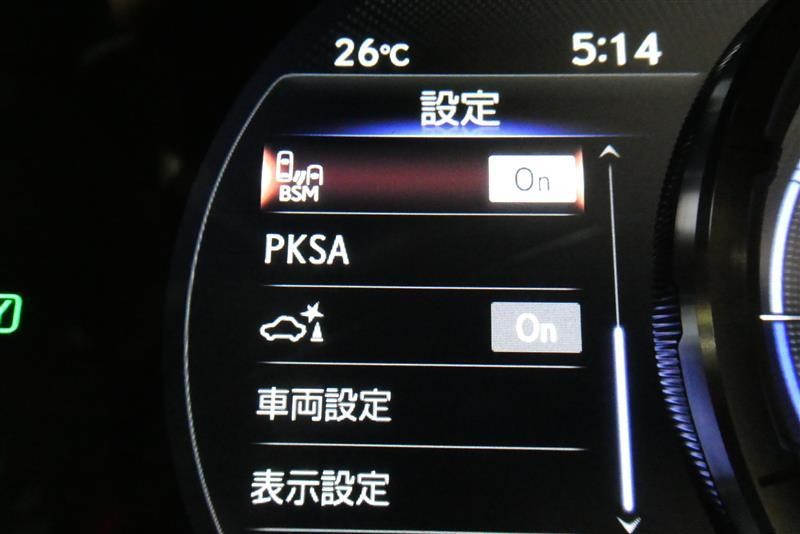 26℃ 5:14
設定
BSM On
PKSA
On
車両設定
表示設定